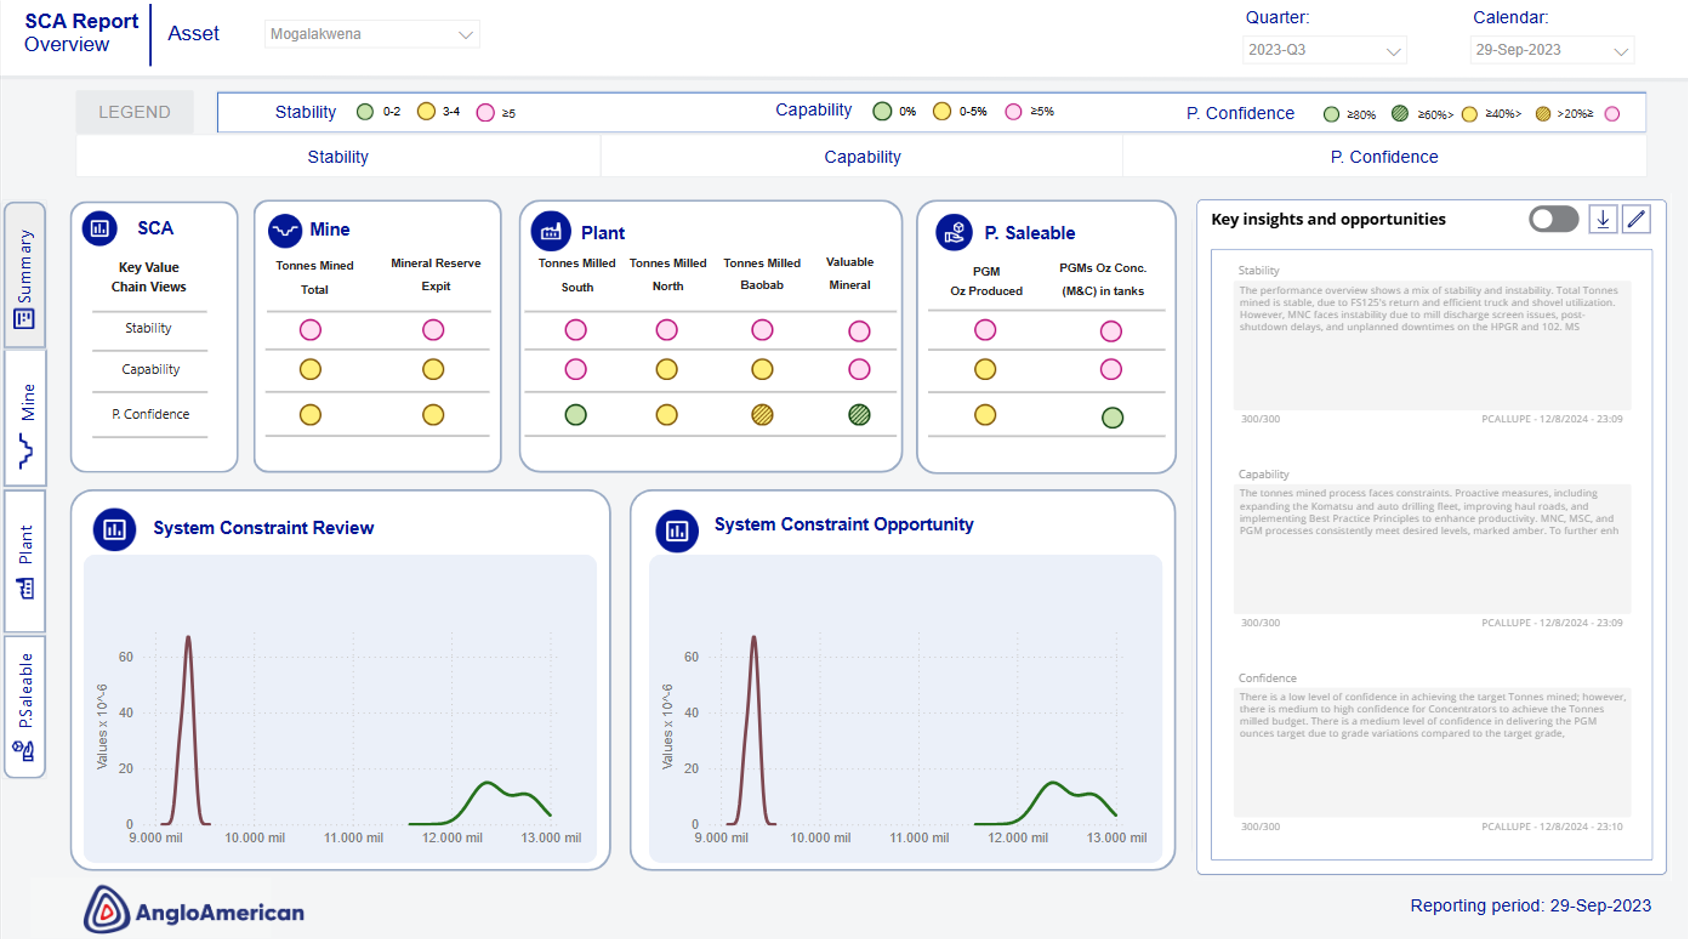 SCA Report
Overview
Asset
Mogalakwena
Quarter:
2023-Q3
Calendar:
29-Sep-2023
LEGEND
Stability 0-2 3-4 ≥5
Capability 0% 0-5% ≥5%
P. Confidence ≥80% ≥60%> ≥40%> >20%≥
Stability
Capability
P. Confidence
Summary
Mine
Plant
P.Saleable
SCA
Key Value
Chain Views
Stability
Capability
P. Confidence
Mine
Tonnes Mined
Total
Mineral Reserve
Expit
Plant
Tonnes Milled
South
Tonnes Milled
North
Tonnes Milled
Baobab
Valuable
Mineral
P. Saleable
PGM
Oz Produced
PGMs Oz Conc.
(M&C) in tanks
Key insights and opportunities
Stability
The performance overview shows a mix of stability and instability. Total Tonnes
mined is stable, due to FS125's return and efficient truck and shovel utilization.
However, MNC faces instability due to mill discharge screen issues, post-
shutdown delays, and unplanned downtimes on the HPGR and 102. MS
300/300
PCALLUPE - 12/8/2024 - 23:09
Capability
The tonnes mined process faces constraints. Proactive measures, including
expanding the Komatsu and auto drilling fleet, improving haul roads, and
implementing Best Practice Principles to enhance productivity. MNC, MSC, and
PGM processes consistently meet desired levels, marked amber. To further enh
300/300
PCALLUPE - 12/8/2024 - 23:09
Confidence
There is a low level of confidence in achieving the target Tonnes mined; however,
there is medium to high confidence for Concentrators to achieve the Tonnes
milled budget. There is a medium level of confidence in delivering the PGM
ounces target due to grade variations compared to the target grade,
300/300
PCALLUPE - 12/8/2024 - 23:10
System Constraint Review
Values x 10^-6
60
40
20
0
9.000 mil
10.000 mil
11.000 mil
12.000 mil
13.000 mil
System Constraint Opportunity
Values x 10^-6
60
40
20
0
9.000 mil
10.000 mil
11.000 mil
12.000 mil
13.000 mil
AngloAmerican
Reporting period: 29-Sep-2023